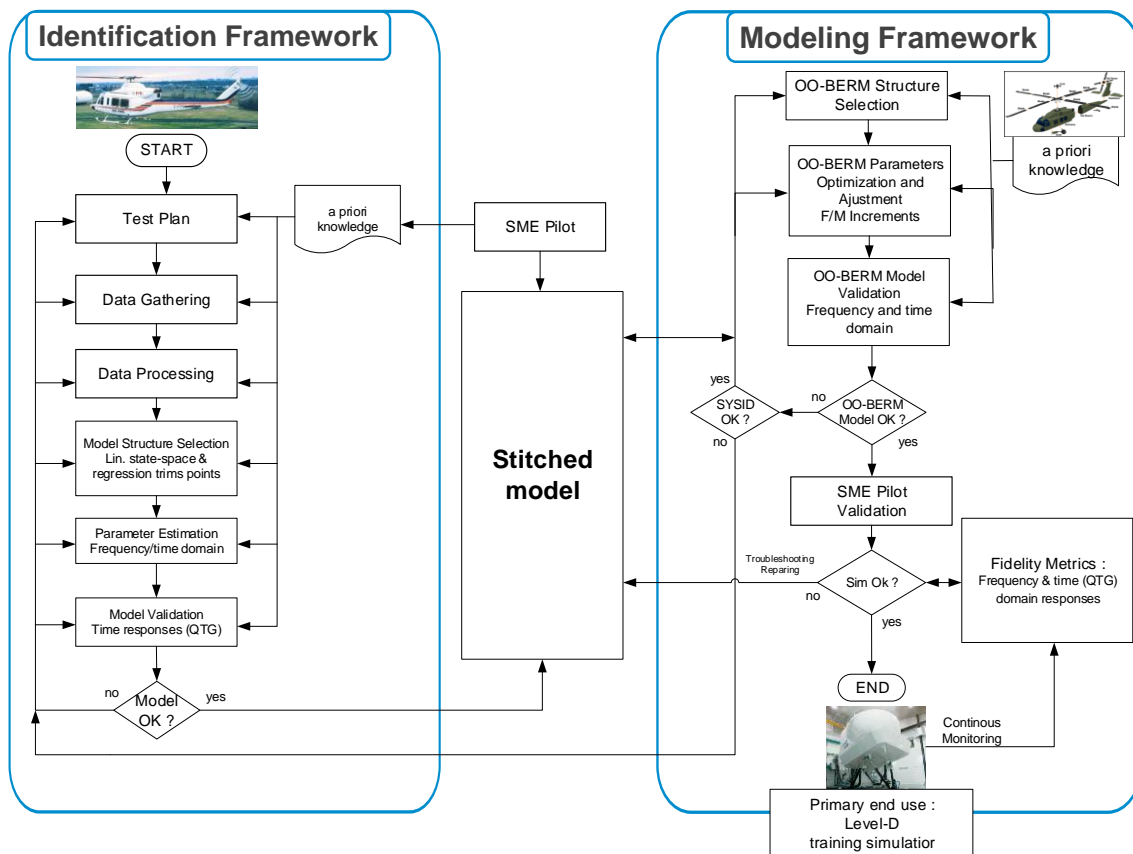 Identification Framework
START
Test Plan
Data Gathering
Data Processing
Model Structure Selection
Lin. state-space &
regression trims points
Parameter Estimation
Frequency/time domain
Model Validation
Time responses (QTG)
no
Model
OK ?
yes
a priori
knowledge
SME Pilot
Stitched
model
Modeling Framework
OO-BERM Structure
Selection
a priori
knowledge
OO-BERM Parameters
Optimization and
Ajustment
F/M Increments
OO-BERM Model
Validation
Frequency and time
domain
yes
SYSID
OK ?
no
no
OO-BERM
Model OK ?
yes
SME Pilot
Validation
Troubleshooting
Reparing
no
Sim Ok ?
yes
Fidelity Metrics :
Frequency & time (QTG)
domain responses
END
Continous
Monitoring
Primary end use :
Level-D
training simulatior